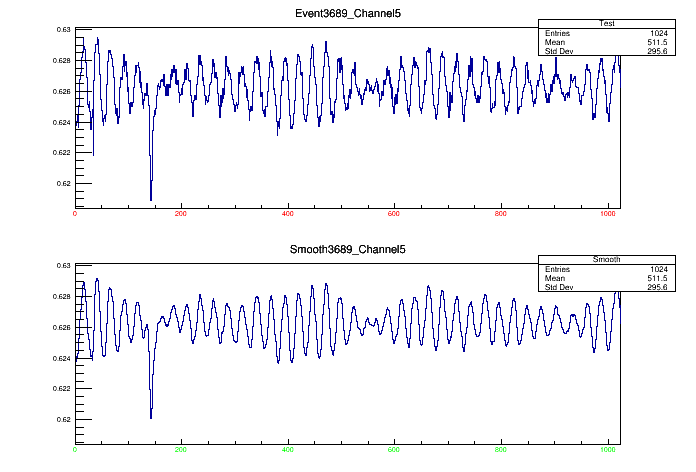 Event3689_Channel5
Test
Entries 1024
Mean 511.5
Std Dev 295.6
0.63
0.628
0.626
0.624
0.622
0.62
0 200 400 600 800 1000
Smooth3689_Channel5
Smooth
Entries 1024
Mean 511.5
Std Dev 295.6
0.63
0.628
0.626
0.624
0.622
0.62
0 200 400 600 800 1000